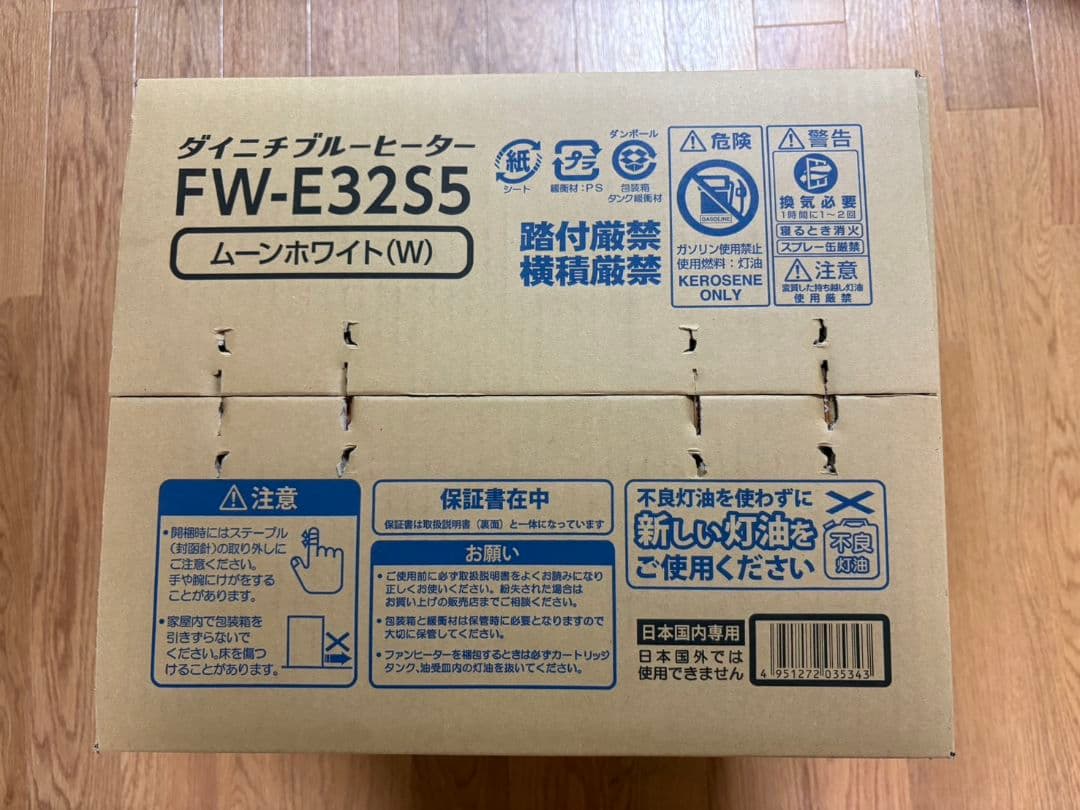 ダイニチブルーヒーター
FW-E32S5
ムーンホワイト(W)
紙
シート
プラ
緩衝材:PS
ダンボール
包装箱
タンク緩衝材
踏付厳禁
横積厳禁
危険
GASOLINE
ガソリン使用禁止
使用燃料:灯油
KEROSENE
ONLY
警告
換気必要
1時間に1~2回
寝るとき消火
スプレー缶厳禁
注意
変質した持ち越し灯油
使用厳禁
注意
・開梱時にはステープル
(封函針)の取り外しに
ご注意ください。
手や腕にけがをする
ことがあります。
・家屋内で包装箱を
引きずらないで
ください。床を傷つ
けることがあります。
保証書在中
保証書は取扱説明書(裏面)と一体になっています
お願い
・ご使用前に必ず取扱説明書をよくお読みになり
正しくお使いください。紛失された場合は
お買い上げの販売店までご相談ください。
・包装箱と緩衝材は保管時に必要となりますので
大切に保管してください。
・ファンヒーターを梱包するときは必ずカートリッジ
タンク、油受皿内の灯油を抜いてください。
不良灯油を使わずに
新しい灯油を
ご使用ください
不良
灯油
日本国内専用
日本国外では
使用できません
4 951272 035343